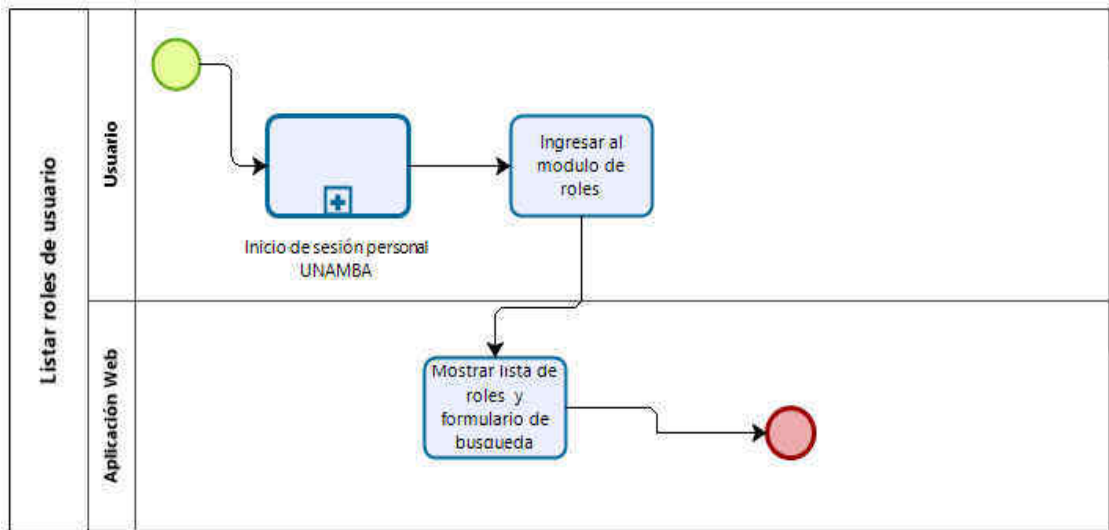 Listar roles de usuario
Usuario
Inicio de sesión personal
UNAMBA
Ingresar al
modulo de
roles
Aplicación Web
Mostrar lista de
roles y
formulario de
busqueda